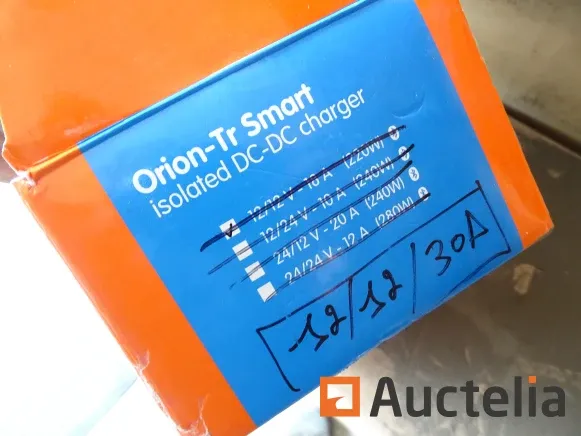 Orion-Tr Smart
isolated DC-DC charger
12/12 V - 18 A (220W)
12/24 V - 10 A (240W)
24/12 V - 20 A (240W)
24/24 V - 12 A (280W)
12/12/30A
Auctelia